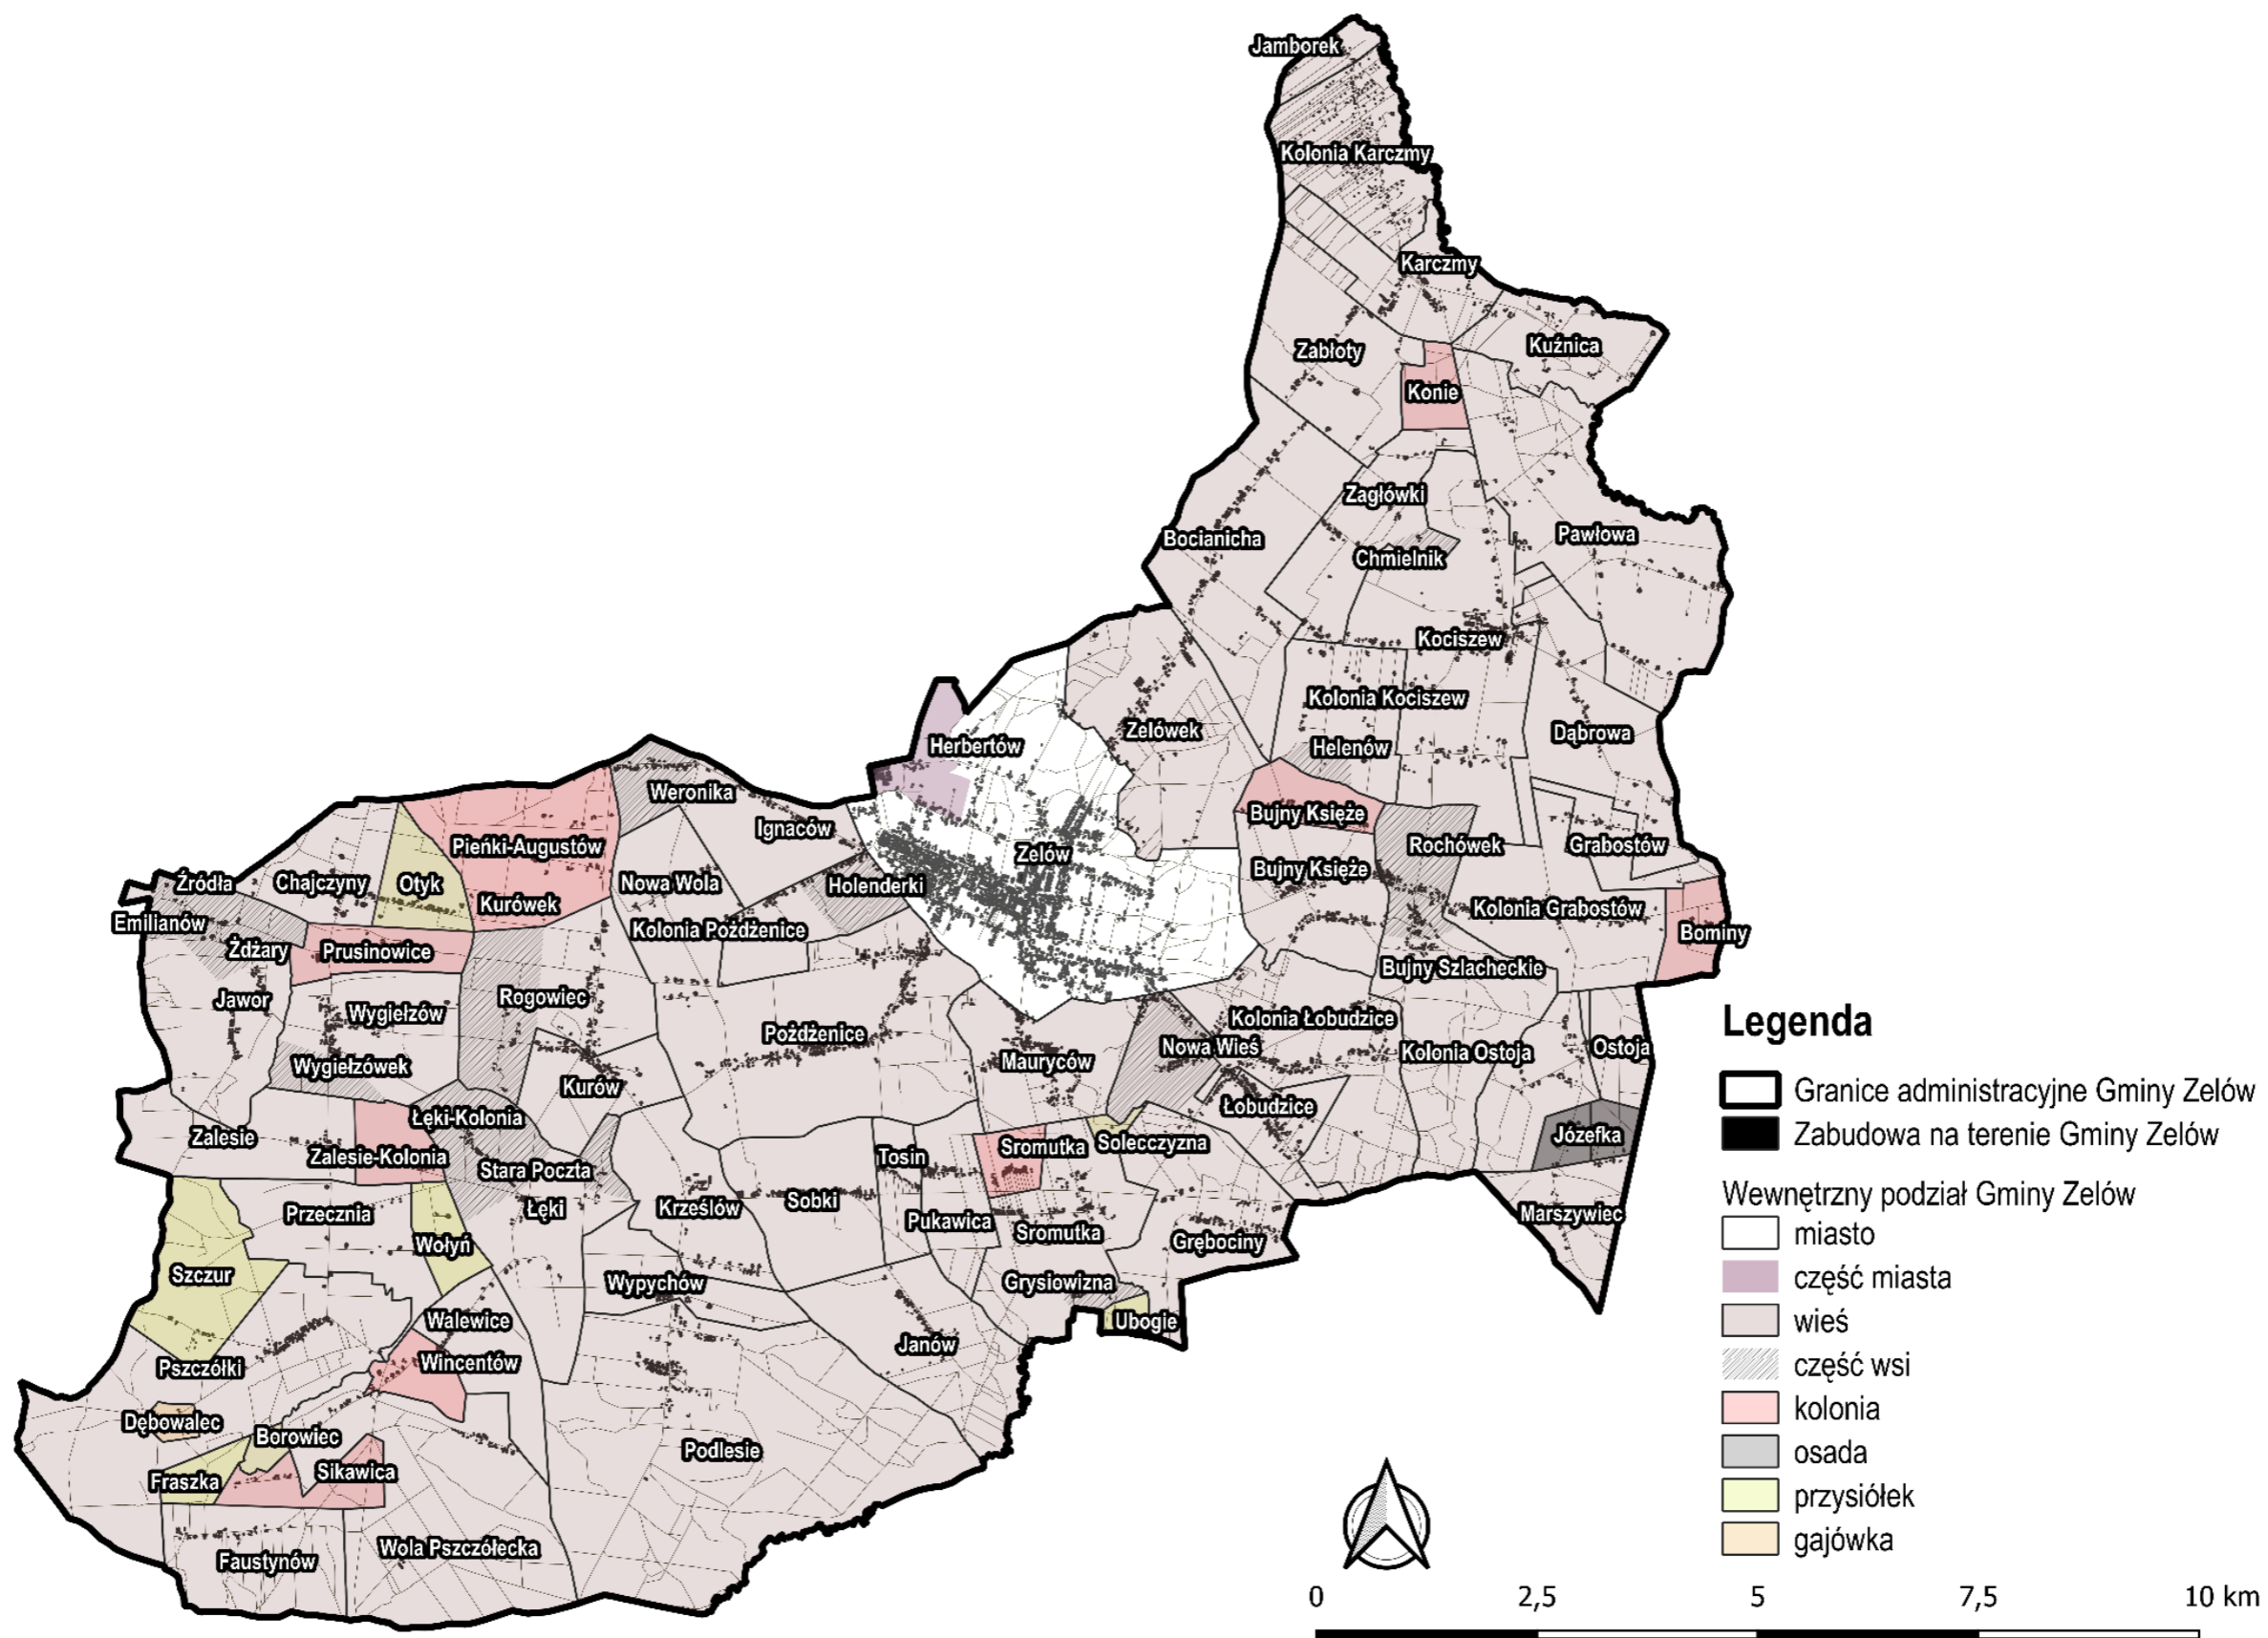 Jamborek
Kolonia Karczmy
Karczmy
Kuźnica
Zabłoty
Konie
Zagłówki
Bocianicha
Pawłowa
Chmielnik
Kociszew
Kolonia Kociszew
Zelówek
Dąbrowa
Herbertów
Helenów
Weronika
Bujny Księże
Ignaców
Pieńki-Augustów
Rochówek
Grabostów
Zelów
Bujny Księże
Źródła
Chajczyny
Otyk
Nowa Wola
Holenderki
Kurówek
Kolonia Grabostów
Emilianów
Kolonia Pożdżenice
Bominy
Żdżary
Prusinowice
Bujny Szlacheckie
Jawor
Rogowiec
Wygiełzów
Kolonia Łobudzice
Pożdżenice
Nowa Wieś
Ostoja
Kolonia Ostoja
Mauryców
Wygiełzówek
Kurów
Łobudzice
Łęki-Kolonia
Józefka
Zalesie
Solecczyzna
Sromutka
Zalesie-Kolonia
Tosin
Stara Poczta
Sobki
Łęki
Krześlów
Przecznia
Marszywiec
Pukawica
Sromutka
Grębociny
Wołyń
Szczur
Wypychów
Grysiowizna
Walewice
Ubogie
Janów
Wincentów
Pszczółki
Dębowalec
Borowiec
Podlesie
Sikawica
Fraszka
Wola Pszczółecka
Faustynów
Legenda
Granice administracyjne Gminy Zelów
Zabudowa na terenie Gminy Zelów
Wewnętrzny podział Gminy Zelów
miasto
część miasta
wieś
część wsi
kolonia
osada
przysiółek
gajówka
0 2,5 5 7,5 10 km